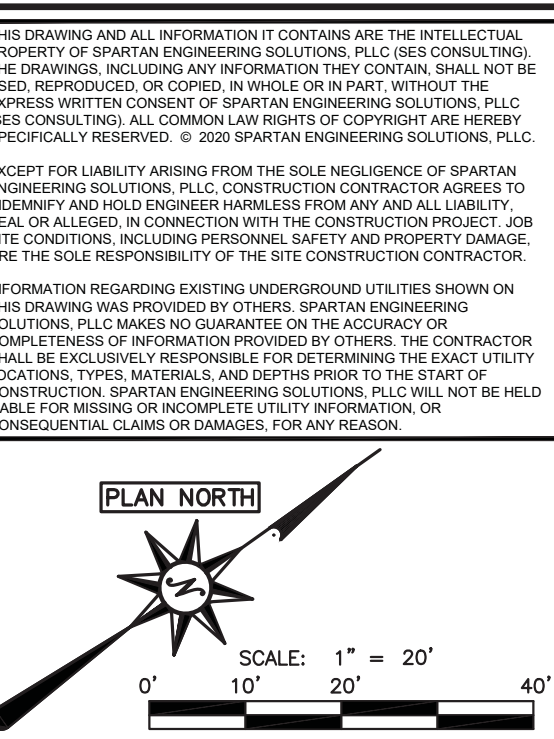 HIS DRAWING AND ALL INFORMATION IT CONTAINS ARE THE INTELLECTUAL
ROPERTY OF SPARTAN ENGINEERING SOLUTIONS, PLLC (SES CONSULTING).
HE DRAWINGS, INCLUDING ANY INFORMATION THEY CONTAIN, SHALL NOT BE
SED, REPRODUCED, OR COPIED, IN WHOLE OR IN PART, WITHOUT THE
XPRESS WRITTEN CONSENT OF SPARTAN ENGINEERING SOLUTIONS, PLLC
SES CONSULTING). ALL COMMON LAW RIGHTS OF COPYRIGHT ARE HEREBY
PECIFICALLY RESERVED. © 2020 SPARTAN ENGINEERING SOLUTIONS, PLLC.
XCEPT FOR LIABILITY ARISING FROM THE SOLE NEGLIGENCE OF SPARTAN
NGINEERING SOLUTIONS, PLLC, CONSTRUCTION CONTRACTOR AGREES TO
NDEMNIFY AND HOLD ENGINEER HARMLESS FROM ANY AND ALL LIABILITY,
EAL OR ALLEGED, IN CONNECTION WITH THE CONSTRUCTION PROJECT. JOB
ITE CONDITIONS, INCLUDING PERSONNEL SAFETY AND PROPERTY DAMAGE,
RE THE SOLE RESPONSIBILITY OF THE SITE CONSTRUCTION CONTRACTOR.
NFORMATION REGARDING EXISTING UNDERGROUND UTILITIES SHOWN ON
HIS DRAWING WAS PROVIDED BY OTHERS. SPARTAN ENGINEERING
OLUTIONS, PLLC MAKES NO GUARANTEE ON THE ACCURACY OR
OMPLETENESS OF INFORMATION PROVIDED BY OTHERS. THE CONTRACTOR
HALL BE EXCLUSIVELY RESPONSIBLE FOR DETERMINING THE EXACT UTILITY
OCATIONS, TYPES, MATERIALS, AND DEPTHS PRIOR TO THE START OF
ONSTRUCTION. SPARTAN ENGINEERING SOLUTIONS, PLLC WILL NOT BE HELD
ABLE FOR MISSING OR INCOMPLETE UTILITY INFORMATION, OR
ONSEQUENTIAL CLAIMS OR DAMAGES, FOR ANY REASON.
PLAN NORTH
N
SCALE: 1" = 20'
0' 10' 20' 40'